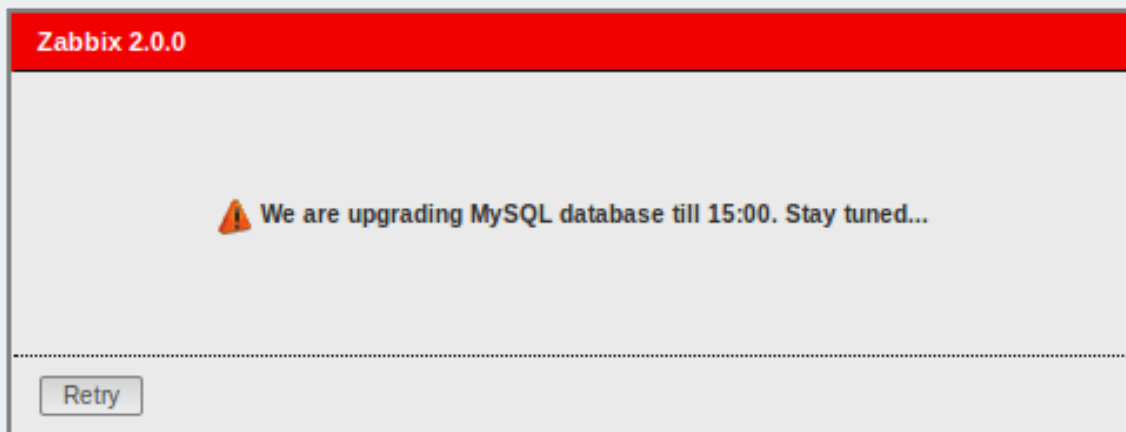 Zabbix 2.0.0
We are upgrading MySQL database till 15:00. Stay tuned...
Retry